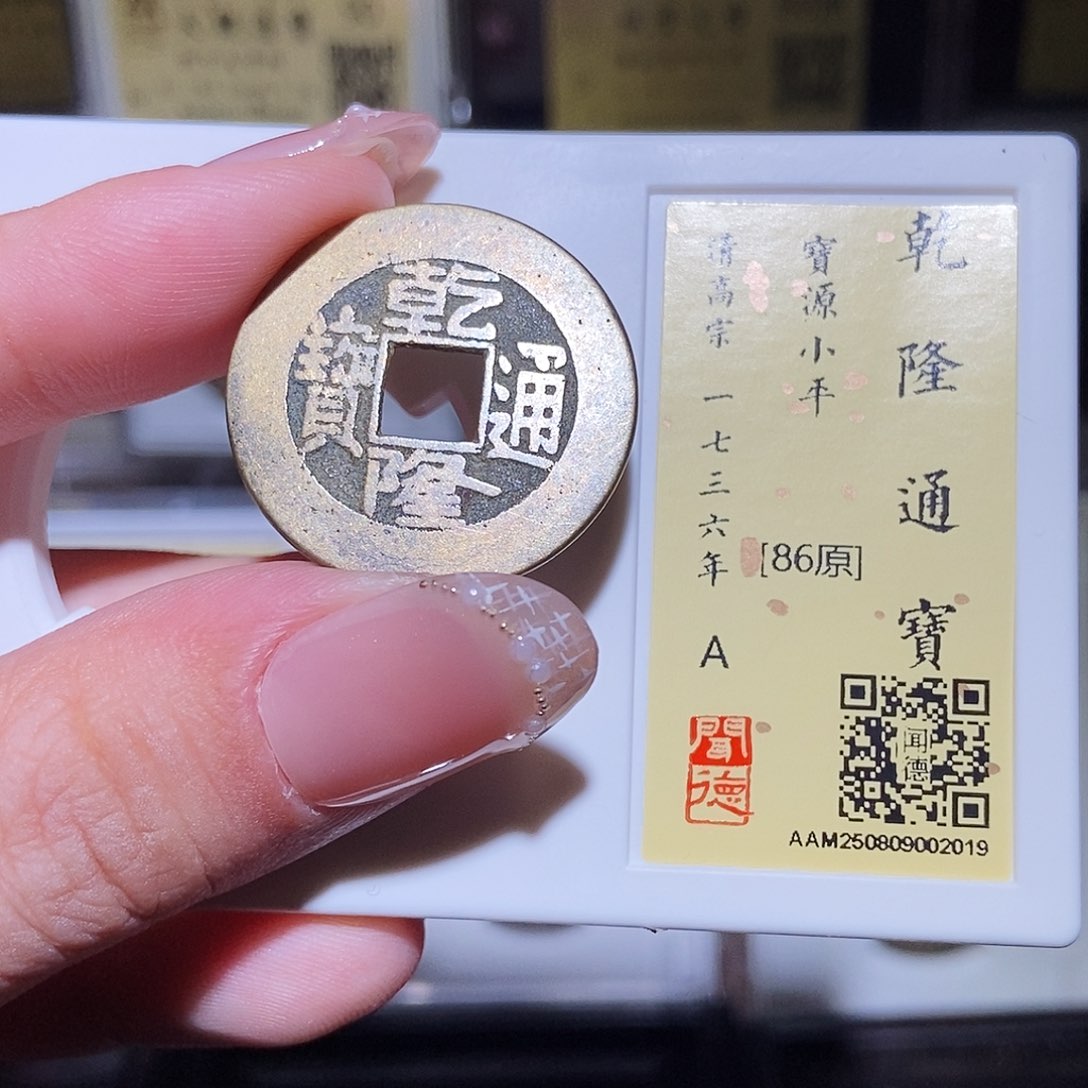 乾隆通寶
乾隆通寶
寶源小平
[86原]
清高宗 一七三六年 A
聞德
闻德
AAM250809002019